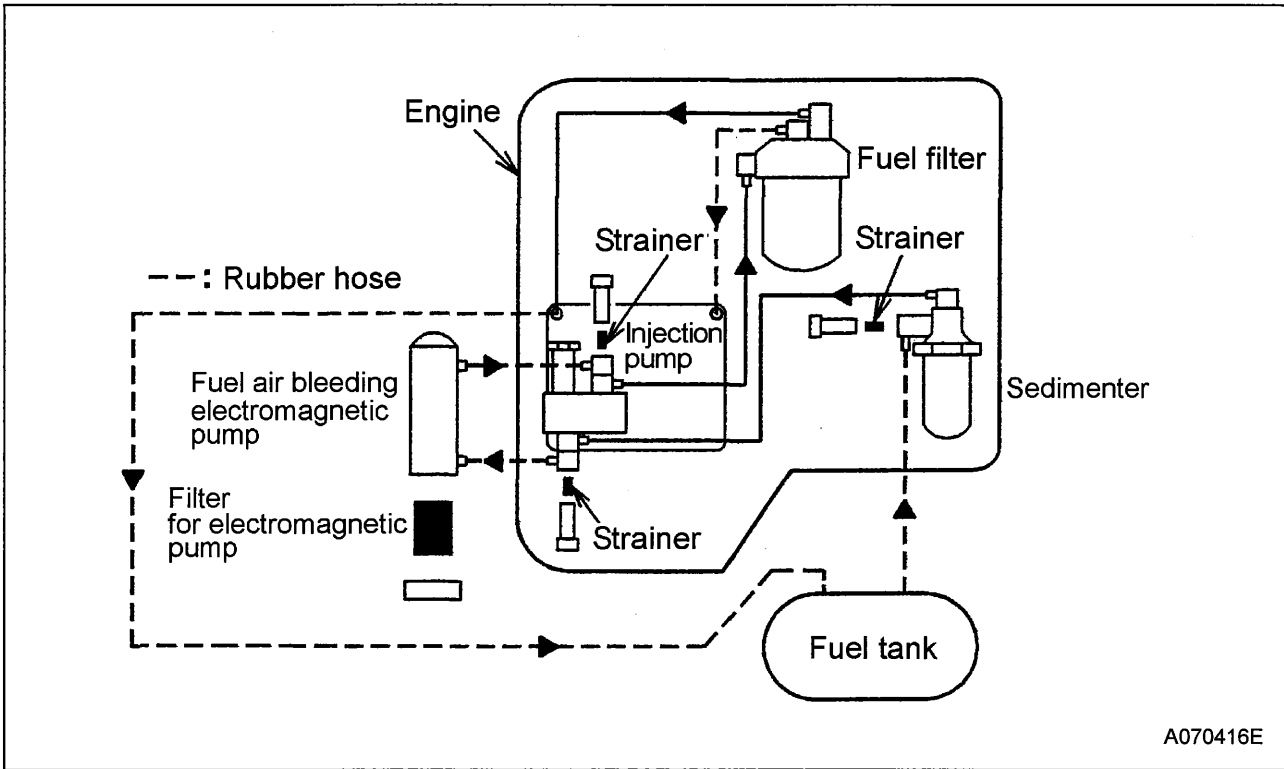 Engine
Fuel filter
Strainer
Strainer
– – : Rubber hose
Injection
pump
Fuel air bleeding
electromagnetic
pump
Sedimenter
Filter
for electromagnetic
pump
Strainer
Fuel tank
A070416E